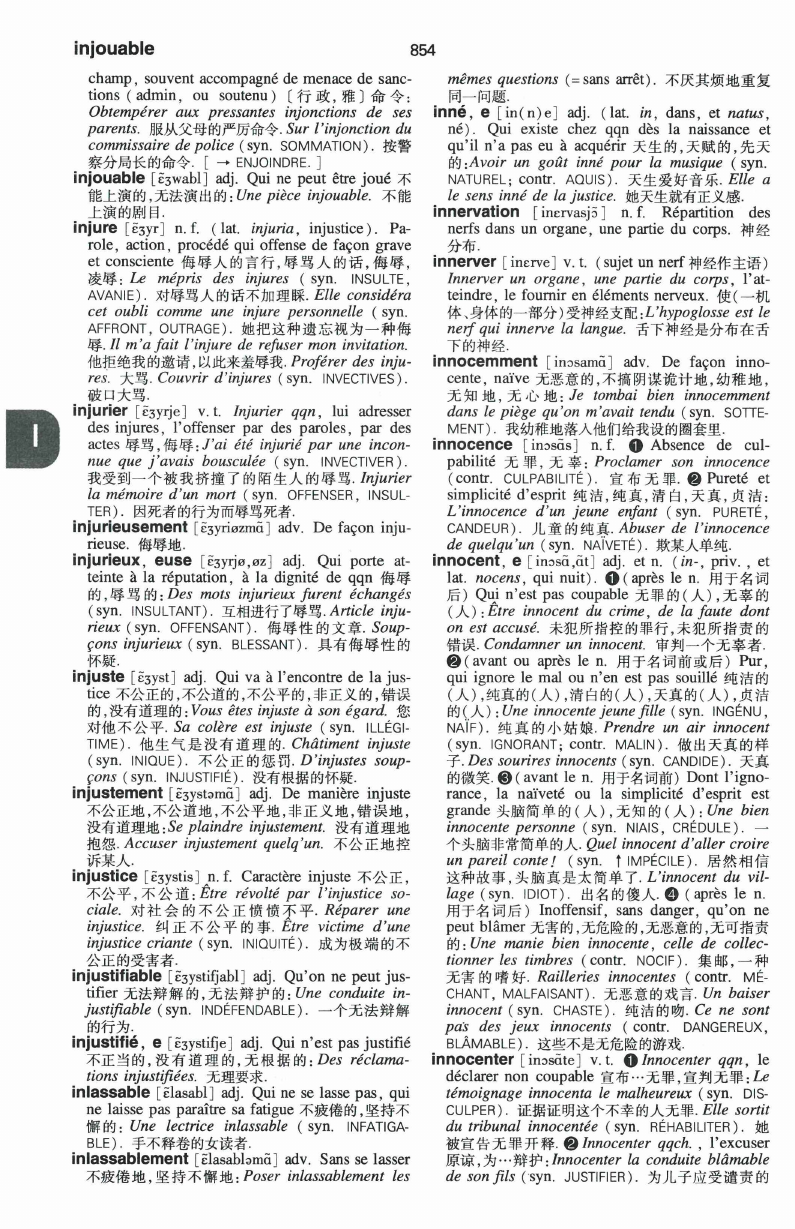 injouable
854
champ, souvent accompagné de menace de sanc-
tions ( admin, ou soutenu ) 〔行政,雅〕命令:
Obtempérer aux pressantes injonctions de ses
parents. 服从父母的严厉命令. Sur l'injonction du
commissaire de police (syn. SOMMATION). 按警
察分局长的命令. [ → ENJOINDRE. ]
injouable [ɛ̃ʒwabl] adj. Qui ne peut être joué 不
能上演的,无法演出的: Une pièce injouable. 不能
上演的剧目.
injure [ɛ̃ʒyr] n. f. ( lat. injuria, injustice ). Pa-
role, action, procédé qui offense de façon grave
et consciente 侮辱人的言行,辱骂人的话,侮辱,
凌辱: Le mépris des injures ( syn. INSULTE,
AVANIE). 对辱骂人的话不加理睬. Elle considéra
cet oubli comme une injure personnelle ( syn.
AFFRONT, OUTRAGE). 她把这种遗忘视为一种侮
辱. Il m'a fait l'injure de refuser mon invitation.
他拒绝我的邀请,以此来羞辱我. Proférer des inju-
res. 大骂. Couvrir d'injures ( syn. INVECTIVES).
破口大骂.
injurier [ɛ̃ʒyrje] v. t. Injurier qqn, lui adresser
des injures, l'offenser par des paroles, par des
actes 辱骂,侮辱: J'ai été injurié par une incon-
nue que j'avais bousculée ( syn. INVECTIVER).
我受到一个被我挤撞了的陌生人的辱骂. Injurier
la mémoire d'un mort ( syn. OFFENSER, INSUL-
TER). 因死者的行为而辱骂死者.
injurieusement [ɛ̃ʒyriøzmɑ̃] adv. De façon inju-
rieuse. 侮辱地.
injurieux, euse [ɛ̃ʒyrjø,øz] adj. Qui porte at-
teinte à la réputation, à la dignité de qqn 侮辱
的,辱骂的: Des mots injurieux furent échangés
(syn. INSULTANT). 互相进行了辱骂. Article inju-
rieux (syn. OFFENSANT). 侮辱性的文章. Soup-
çons injurieux (syn. BLESSANT). 具有侮辱性的
怀疑.
injuste [ɛ̃ʒyst] adj. Qui va à l'encontre de la jus-
tice 不公正的,不公道的,不公平的,非正义的,错误
的,没有道理的: Vous êtes injuste à son égard. 您
对他不公平. Sa colère est injuste ( syn. ILLÉGI-
TIME). 他生气是没有道理的. Châtiment injuste
(syn. INIQUE). 不公正的惩罚. D'injustes soup-
çons (syn. INJUSTIFIÉ). 没有根据的怀疑.
injustement [ɛ̃ʒystəmɑ̃] adv. De manière injuste
不公正地,不公道地,不公平地,非正义地,错误地,
没有道理地: Se plaindre injustement. 没有道理地
抱怨. Accuser injustement quelq'un. 不公正地控
诉某人.
injustice [ɛ̃ʒystis] n. f. Caractère injuste 不公正,
不公平,不公道: Être révolté par l'injustice so-
ciale. 对社会的不公正愤愤不平. Réparer une
injustice. 纠正不公平的事. Être victime d'une
injustice criante (syn. INIQUITÉ). 成为极端的不
公正的受害者.
injustifiable [ɛ̃ʒystifjabl] adj. Qu'on ne peut jus-
tifier 无法辩解的,无法辩护的: Une conduite in-
justifiable (syn. INDÉFENDABLE). 一个无法辩解
的行为.
injustifié, e [ɛ̃ʒystifje] adj. Qui n'est pas justifié
不正当的,没有道理的,无根据的: Des réclama-
tions injustifiées. 无理要求.
inlassable [ɛ̃lasabl] adj. Qui ne se lasse pas, qui
ne laisse pas paraître sa fatigue 不疲倦的,坚持不
懈的: Une lectrice inlassable ( syn. INFATIGA-
BLE). 手不释卷的女读者.
inlassablement [ɛ̃lasabləmɑ̃] adv. Sans se lasser
不疲倦地,坚持不懈地: Poser inlassablement les
I
mêmes questions (= sans arrêt). 不厌其烦地重复
同一问题.
inné, e [in(n)e] adj. ( lat. in, dans, et natus,
né). Qui existe chez qqn dès la naissance et
qu'il n'a pas eu à acquérir 天生的,天赋的,先天
的: Avoir un goût inné pour la musique ( syn.
NATUREL; contr. AQUIS). 天生爱好音乐. Elle a
le sens inné de la justice. 她天生就有正义感.
innervation [inɛrvasjɔ̃] n. f. Répartition des
nerfs dans un organe, une partie du corps. 神经
分布.
innerver [inɛrve] v. t. (sujet un nerf 神经作主语)
Innerver un organe, une partie du corps, l'at-
teindre, le fournir en éléments nerveux. 使(一机
体、身体的一部分)受神经支配: L'hypoglosse est le
nerf qui innerve la langue. 舌下神经是分布在舌
下的神经.
innocemment [inɔsamɑ̃] adv. De façon inno-
cente, naïve 无恶意的,不搞阴谋诡计地,幼稚地,
无知地,无心地: Je tombai bien innocemment
dans le piège qu'on m'avait tendu (syn. SOTTE-
MENT). 我幼稚地落入他们给我设的圈套里.
innocence [inɔsɑ̃s] n. f. ❶ Absence de cul-
pabilité 无罪,无辜: Proclamer son innocence
(contr. CULPABILITÉ). 宣布无罪. ❷ Pureté et
simplicité d'esprit 纯洁,纯真,清白,天真,贞洁:
L'innocence d'un jeune enfant ( syn. PURETÉ,
CANDEUR). 儿童的纯真. Abuser de l'innocence
de quelqu'un (syn. NAÏVETÉ). 欺某人单纯.
innocent, e [inɔsɑ̃,ɑ̃t] adj. et n. (in-, priv. , et
lat. nocens, qui nuit). ❶ (après le n. 用于名词
后) Qui n'est pas coupable 无罪的(人),无辜的
(人): Être innocent du crime, de la faute dont
on est accusé. 未犯所指控的罪行,未犯所指责的
错误. Condamner un innocent. 审判一个无辜者.
❷ (avant ou après le n. 用于名词前或后) Pur,
qui ignore le mal ou n'en est pas souillé 纯洁的
(人),纯真的(人),清白的(人),天真的(人),贞洁
的(人): Une innocente jeune fille (syn. INGÉNU,
NAÏF). 纯真的小姑娘. Prendre un air innocent
(syn. IGNORANT; contr. MALIN). 做出天真的样
子. Des sourires innocents (syn. CANDIDE). 天真
的微笑. ❸ (avant le n. 用于名词前) Dont l'igno-
rance, la naïveté ou la simplicité d'esprit est
grande 头脑简单的(人),无知的(人): Une bien
innocente personne (syn. NIAIS, CRÉDULE). 一
个头脑非常简单的人. Quel innocent d'aller croire
un pareil conte! ( syn. ↑ IMPÉCILE). 居然相信
这种故事,头脑真是太简单了. L'innocent du vil-
lage (syn. IDIOT). 出名的傻人. ❹ (après le n.
用于名词后) Inoffensif, sans danger, qu'on ne
peut blâmer 无害的,无危险的,无恶意的,无可指责
的: Une manie bien innocente, celle de collec-
tionner les timbres ( contr. NOCIF). 集邮,一种
无害的嗜好. Railleries innocentes ( contr. MÉ-
CHANT, MALFAISANT). 无恶意的戏言. Un baiser
innocent (syn. CHASTE). 纯洁的吻. Ce ne sont
pas des jeux innocents ( contr. DANGEREUX,
BLÂMABLE). 这些不是无危险的游戏.
innocenter [inɔsɑ̃te] v. t. ❶ Innocenter qqn, le
déclarer non coupable 宣布…无罪,宣判无罪: Le
témoignage innocenta le malheureux (syn. DIS-
CULPER). 证据证明这个不幸的人无罪. Elle sortit
du tribunal innocentée (syn. RÉHABILITER). 她
被宣告无罪开释. ❷ Innocenter qqch. , l'excuser
原谅,为…辩护: Innocenter la conduite blâmable
de son fils (syn. JUSTIFIER). 为儿子应受谴责的